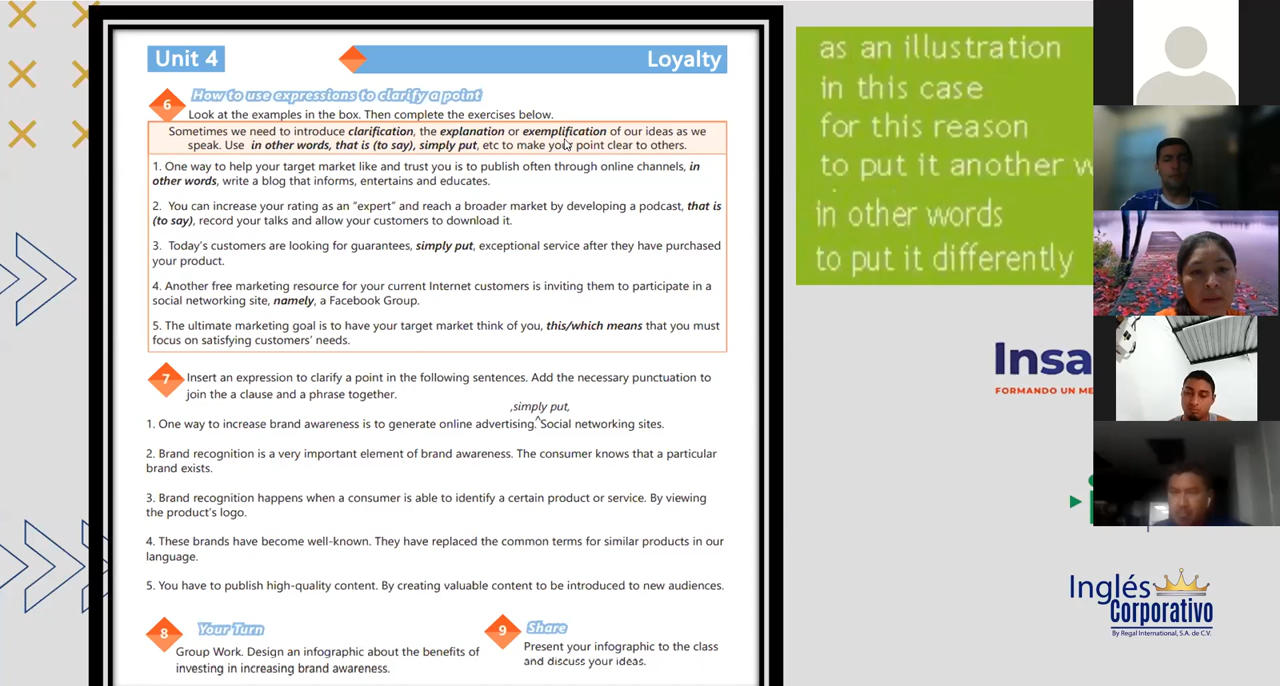 Unit 4
Loyalty
6
How to use expressions to clarify a point
Look at the examples in the box. Then complete the exercises below.
Sometimes we need to introduce clarification, the explanation or exemplification of our ideas as we
speak. Use in other words, that is (to say), simply put, etc to make your point clear to others.
1. One way to help your target market like and trust you is to publish often through online channels, in
other words, write a blog that informs, entertains and educates.
2. You can increase your rating as an “expert” and reach a broader market by developing a podcast, that is
(to say), record your talks and allow your customers to download it.
3. Today’s customers are looking for guarantees, simply put, exceptional service after they have purchased
your product.
4. Another free marketing resource for your current Internet customers is inviting them to participate in a
social networking site, namely, a Facebook Group.
5. The ultimate marketing goal is to have your target market think of you, this/which means that you must
focus on satisfying customers’ needs.
7
Insert an expression to clarify a point in the following sentences. Add the necessary punctuation to
join the a clause and a phrase together.
,simply put,
1. One way to increase brand awareness is to generate online advertising.^Social networking sites.
2. Brand recognition is a very important element of brand awareness. The consumer knows that a particular
brand exists.
3. Brand recognition happens when a consumer is able to identify a certain product or service. By viewing
the product’s logo.
4. These brands have become well-known. They have replaced the common terms for similar products in our
language.
5. You have to publish high-quality content. By creating valuable content to be introduced to new audiences.
8
Your Turn
Group Work. Design an infographic about the benefits of
investing in increasing brand awareness.
9
Share
Present your infographic to the class
and discuss your ideas.
as an illustration
in this case
for this reason
to put it another w
in other words
to put it differently
Insa
FORMANDO UN ME
Inglés
Corporativo
By Regal International, S.A. de C.V.